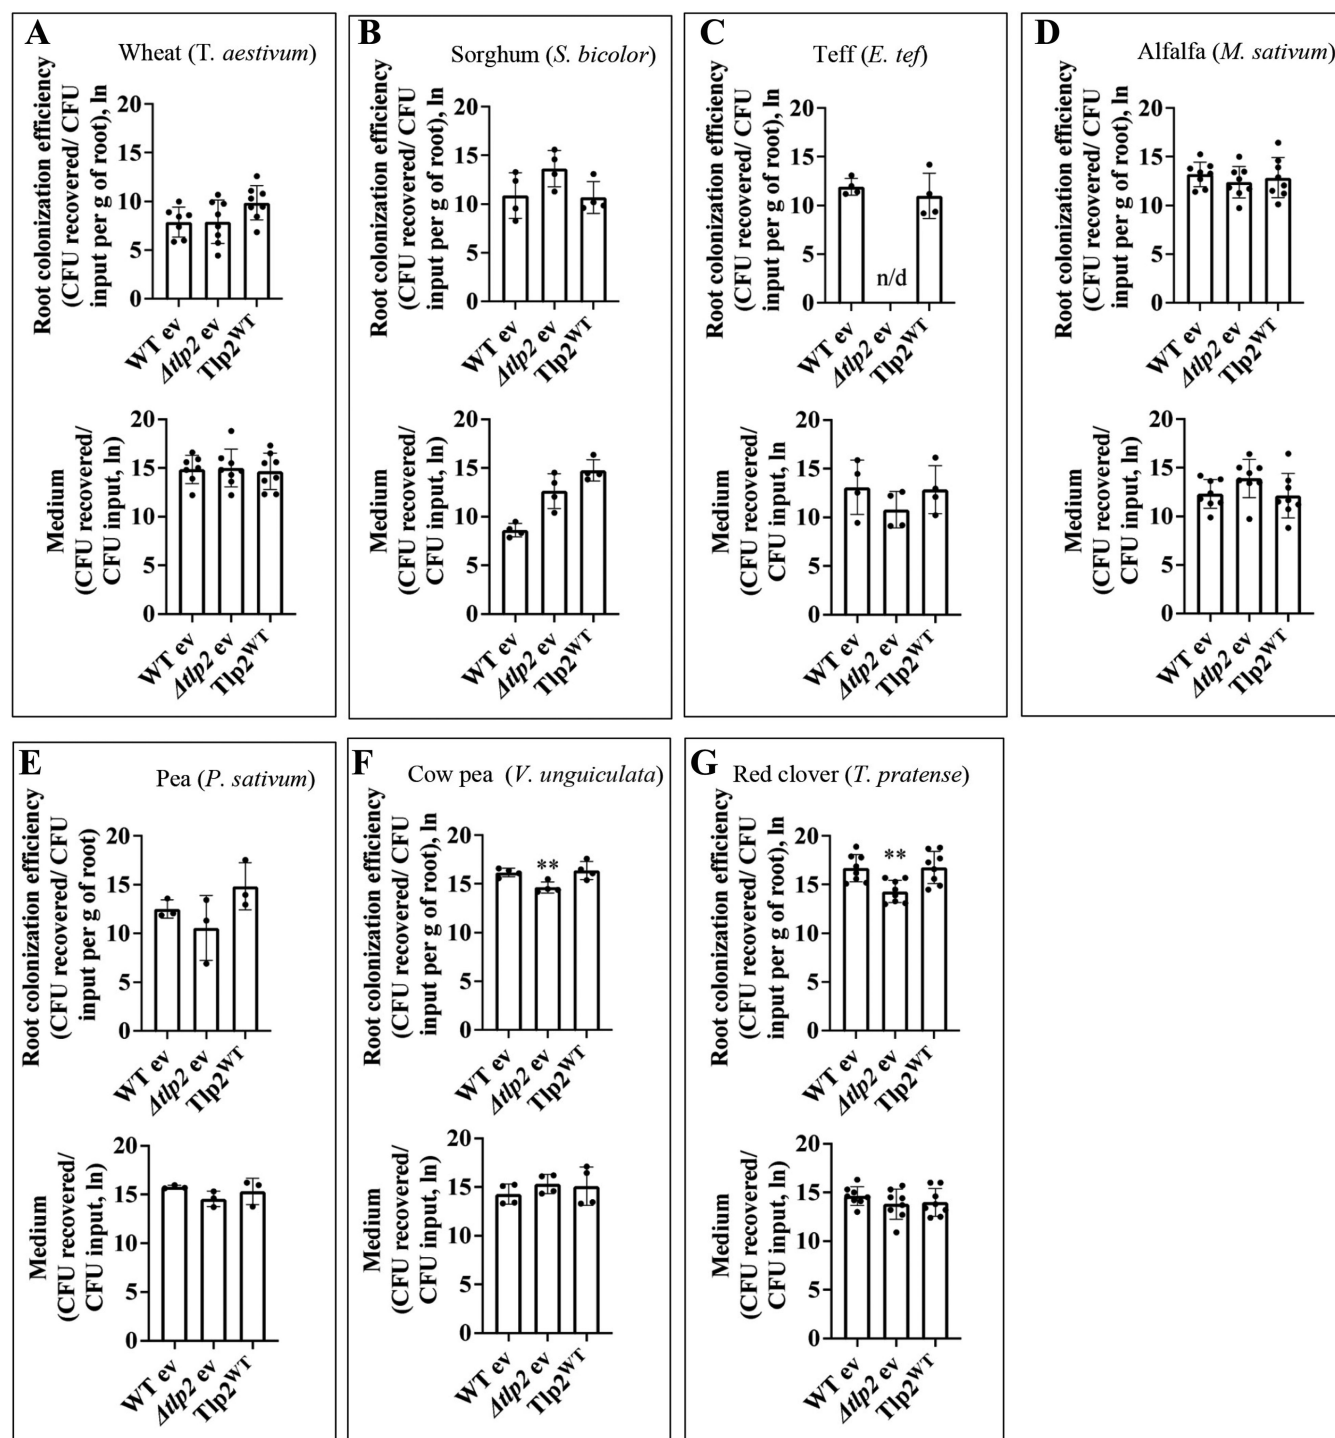 A
Wheat (T. aestivum)
Root colonization efficiency
(CFU recovered/ CFU
input per g of root), ln
20
15
10
5
0
WT ev
Δtlp2 ev
Tlp2WT
Medium
(CFU recovered/
CFU input, ln)
20
15
10
5
0
WT ev
Δtlp2 ev
Tlp2WT
B
Sorghum (S. bicolor)
Root colonization efficiency
(CFU recovered/ CFU
input per g of root), ln
20
15
10
5
0
WT ev
Δtlp2 ev
Tlp2WT
Medium
(CFU recovered/
CFU input, ln)
20
15
10
5
0
WT ev
Δtlp2 ev
Tlp2WT
C
Teff (E. tef)
Root colonization efficiency
(CFU recovered/ CFU
input per g of root), ln
20
15
10
5
0
n/d
WT ev
Δtlp2 ev
Tlp2WT
Medium
(CFU recovered/
CFU input, ln)
20
15
10
5
0
WT ev
Δtlp2 ev
Tlp2WT
D
Alfalfa (M. sativum)
Root colonization efficiency
(CFU recovered/ CFU
input per g of root), ln
20
15
10
5
0
WT ev
Δtlp2 ev
Tlp2WT
Medium
(CFU recovered/
CFU input, ln)
20
15
10
5
0
WT ev
Δtlp2 ev
Tlp2WT
E
Pea (P. sativum)
Root colonization efficiency
(CFU recovered/ CFU
input per g of root)
20
15
10
5
0
WT ev
Δtlp2 ev
Tlp2WT
Medium
(CFU recovered/
CFU input, ln)
20
15
10
5
0
WT ev
Δtlp2 ev
Tlp2WT
F
Cow pea (V. unguiculata)
Root colonization efficiency
(CFU recovered/ CFU
input per g of root), ln
20
15
10
5
0
**
WT ev
Δtlp2 ev
Tlp2WT
Medium
(CFU recovered/
CFU input, ln)
20
15
10
5
0
WT ev
Δtlp2 ev
Tlp2WT
G
Red clover (T. pratense)
Root colonization efficiency
(CFU recovered/ CFU
input per g of root), ln
20
15
10
5
0
**
WT ev
Δtlp2 ev
Tlp2WT
Medium
(CFU recovered/
CFU input, ln)
20
15
10
5
0
WT ev
Δtlp2 ev
Tlp2WT